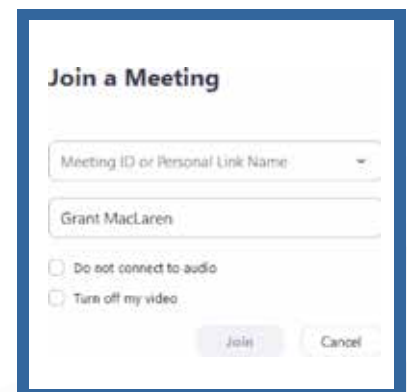 Join a Meeting
Meeting ID or Personal Link Name
Grant MacLaren
Do not connect to audio
Turn off my video
Join Cancel